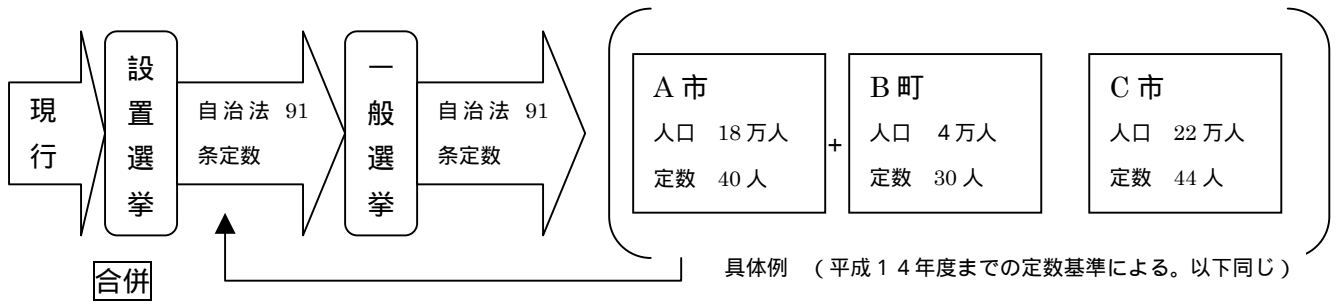 現行
設置選挙
自治法 91
条定数
一般選挙
自治法 91
条定数
A 市
人口 18 万人
定数 40 人
+
B 町
人口 4 万人
定数 30 人
C 市
人口 22 万人
定数 44 人
合併
具体例 (平成14年度までの定数基準による。以下同じ)